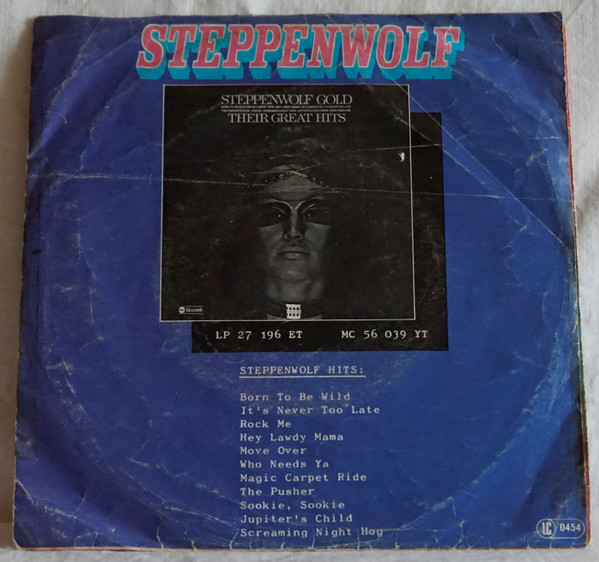 STEPPENWOLF
STEPPENWOLF GOLD
THEIR GREAT HITS
Records
LP 27 196 ET MC 56 039 YT
STEPPENWOLF HITS:
Born To Be Wild
It's Never Too Late
Rock Me
Hey Lawdy Mama
Move Over
Who Needs Ya
Magic Carpet Ride
The Pusher
Sookie, Sookie
Jupiter's Child
Screaming Night Hog
LC 0454